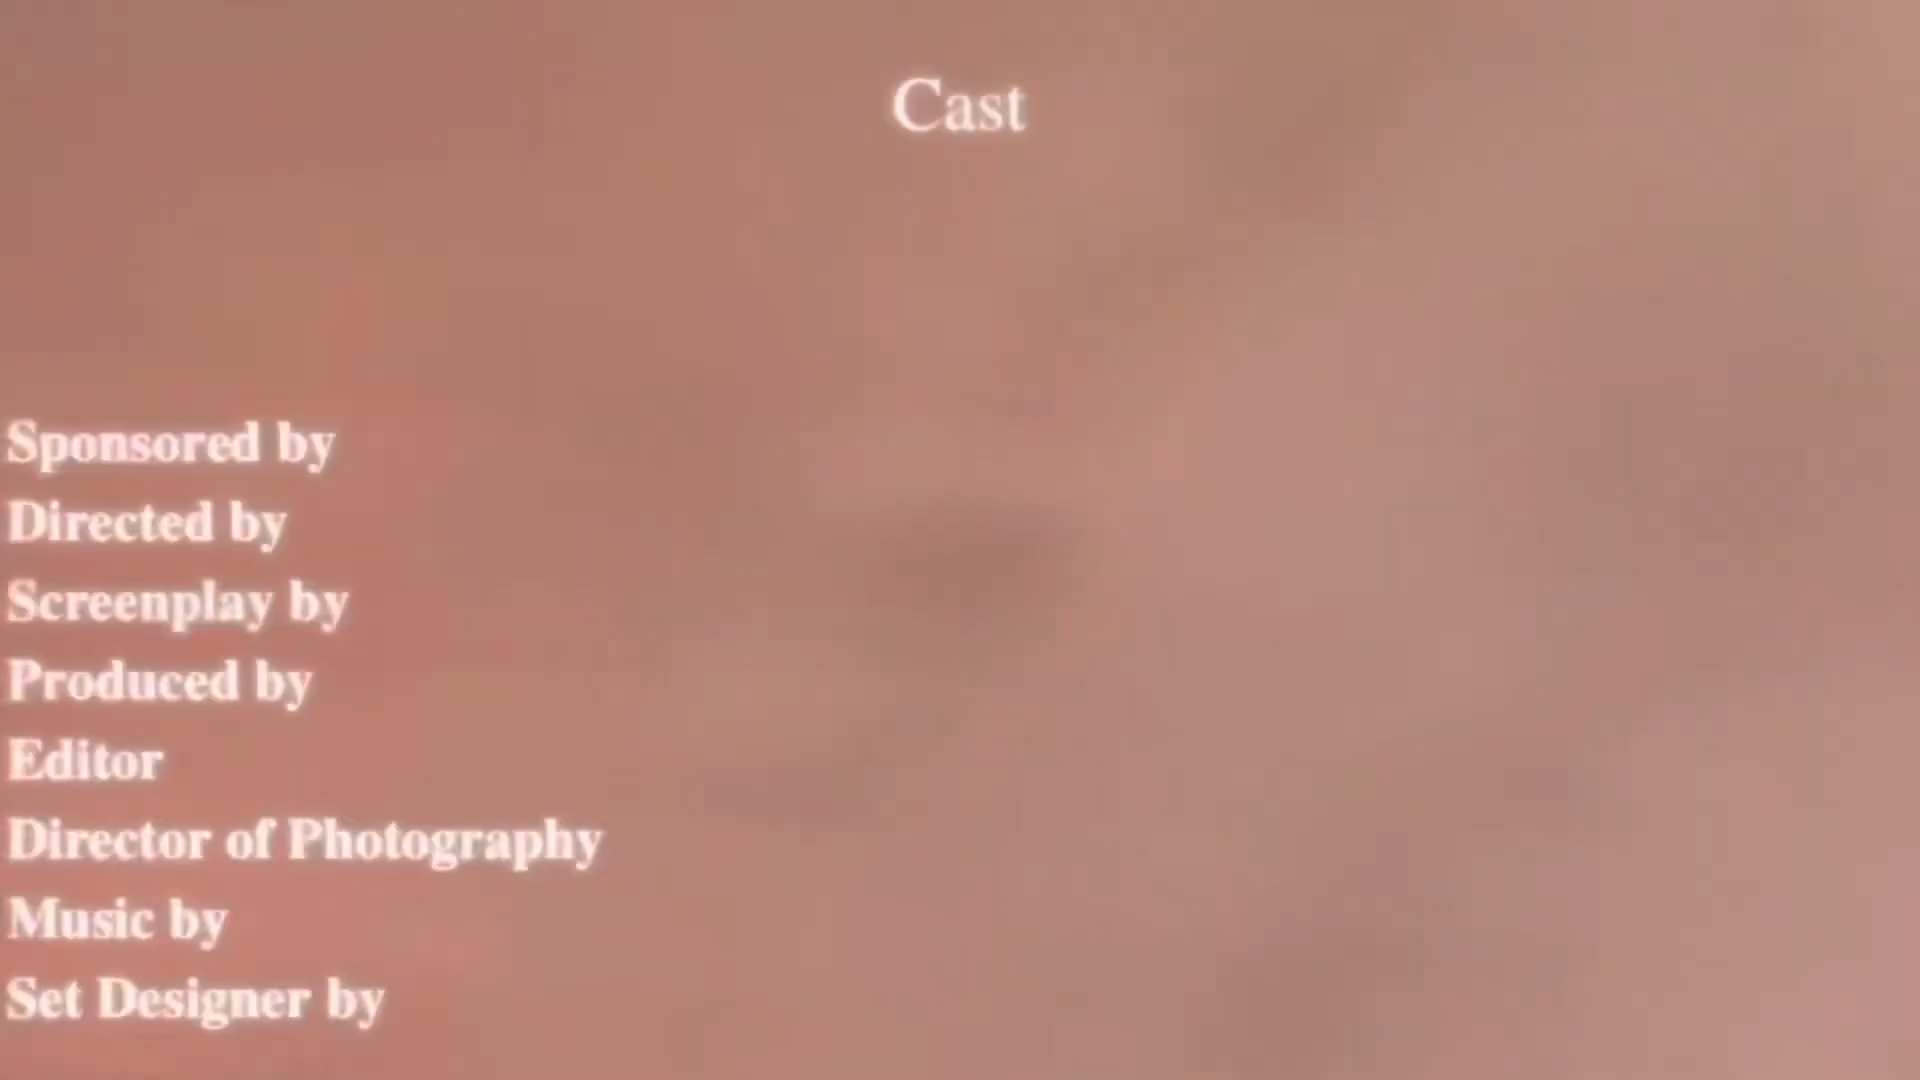 Cast
Sponsored by
Directed by
Screenplay by
Produced by
Editor
Director of Photography
Music by
Set Designer by